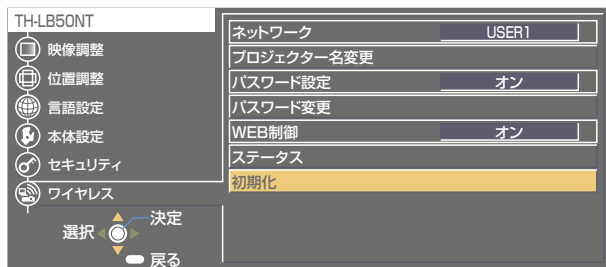 TH-LB50NT
映像調整
位置調整
言語設定
本体設定
セキュリティ
ワイヤレス
選択
決定
戻る
ネットワーク USER1
プロジェクター名変更
パスワード設定 オン
パスワード変更
WEB制御 オン
ステータス
初期化